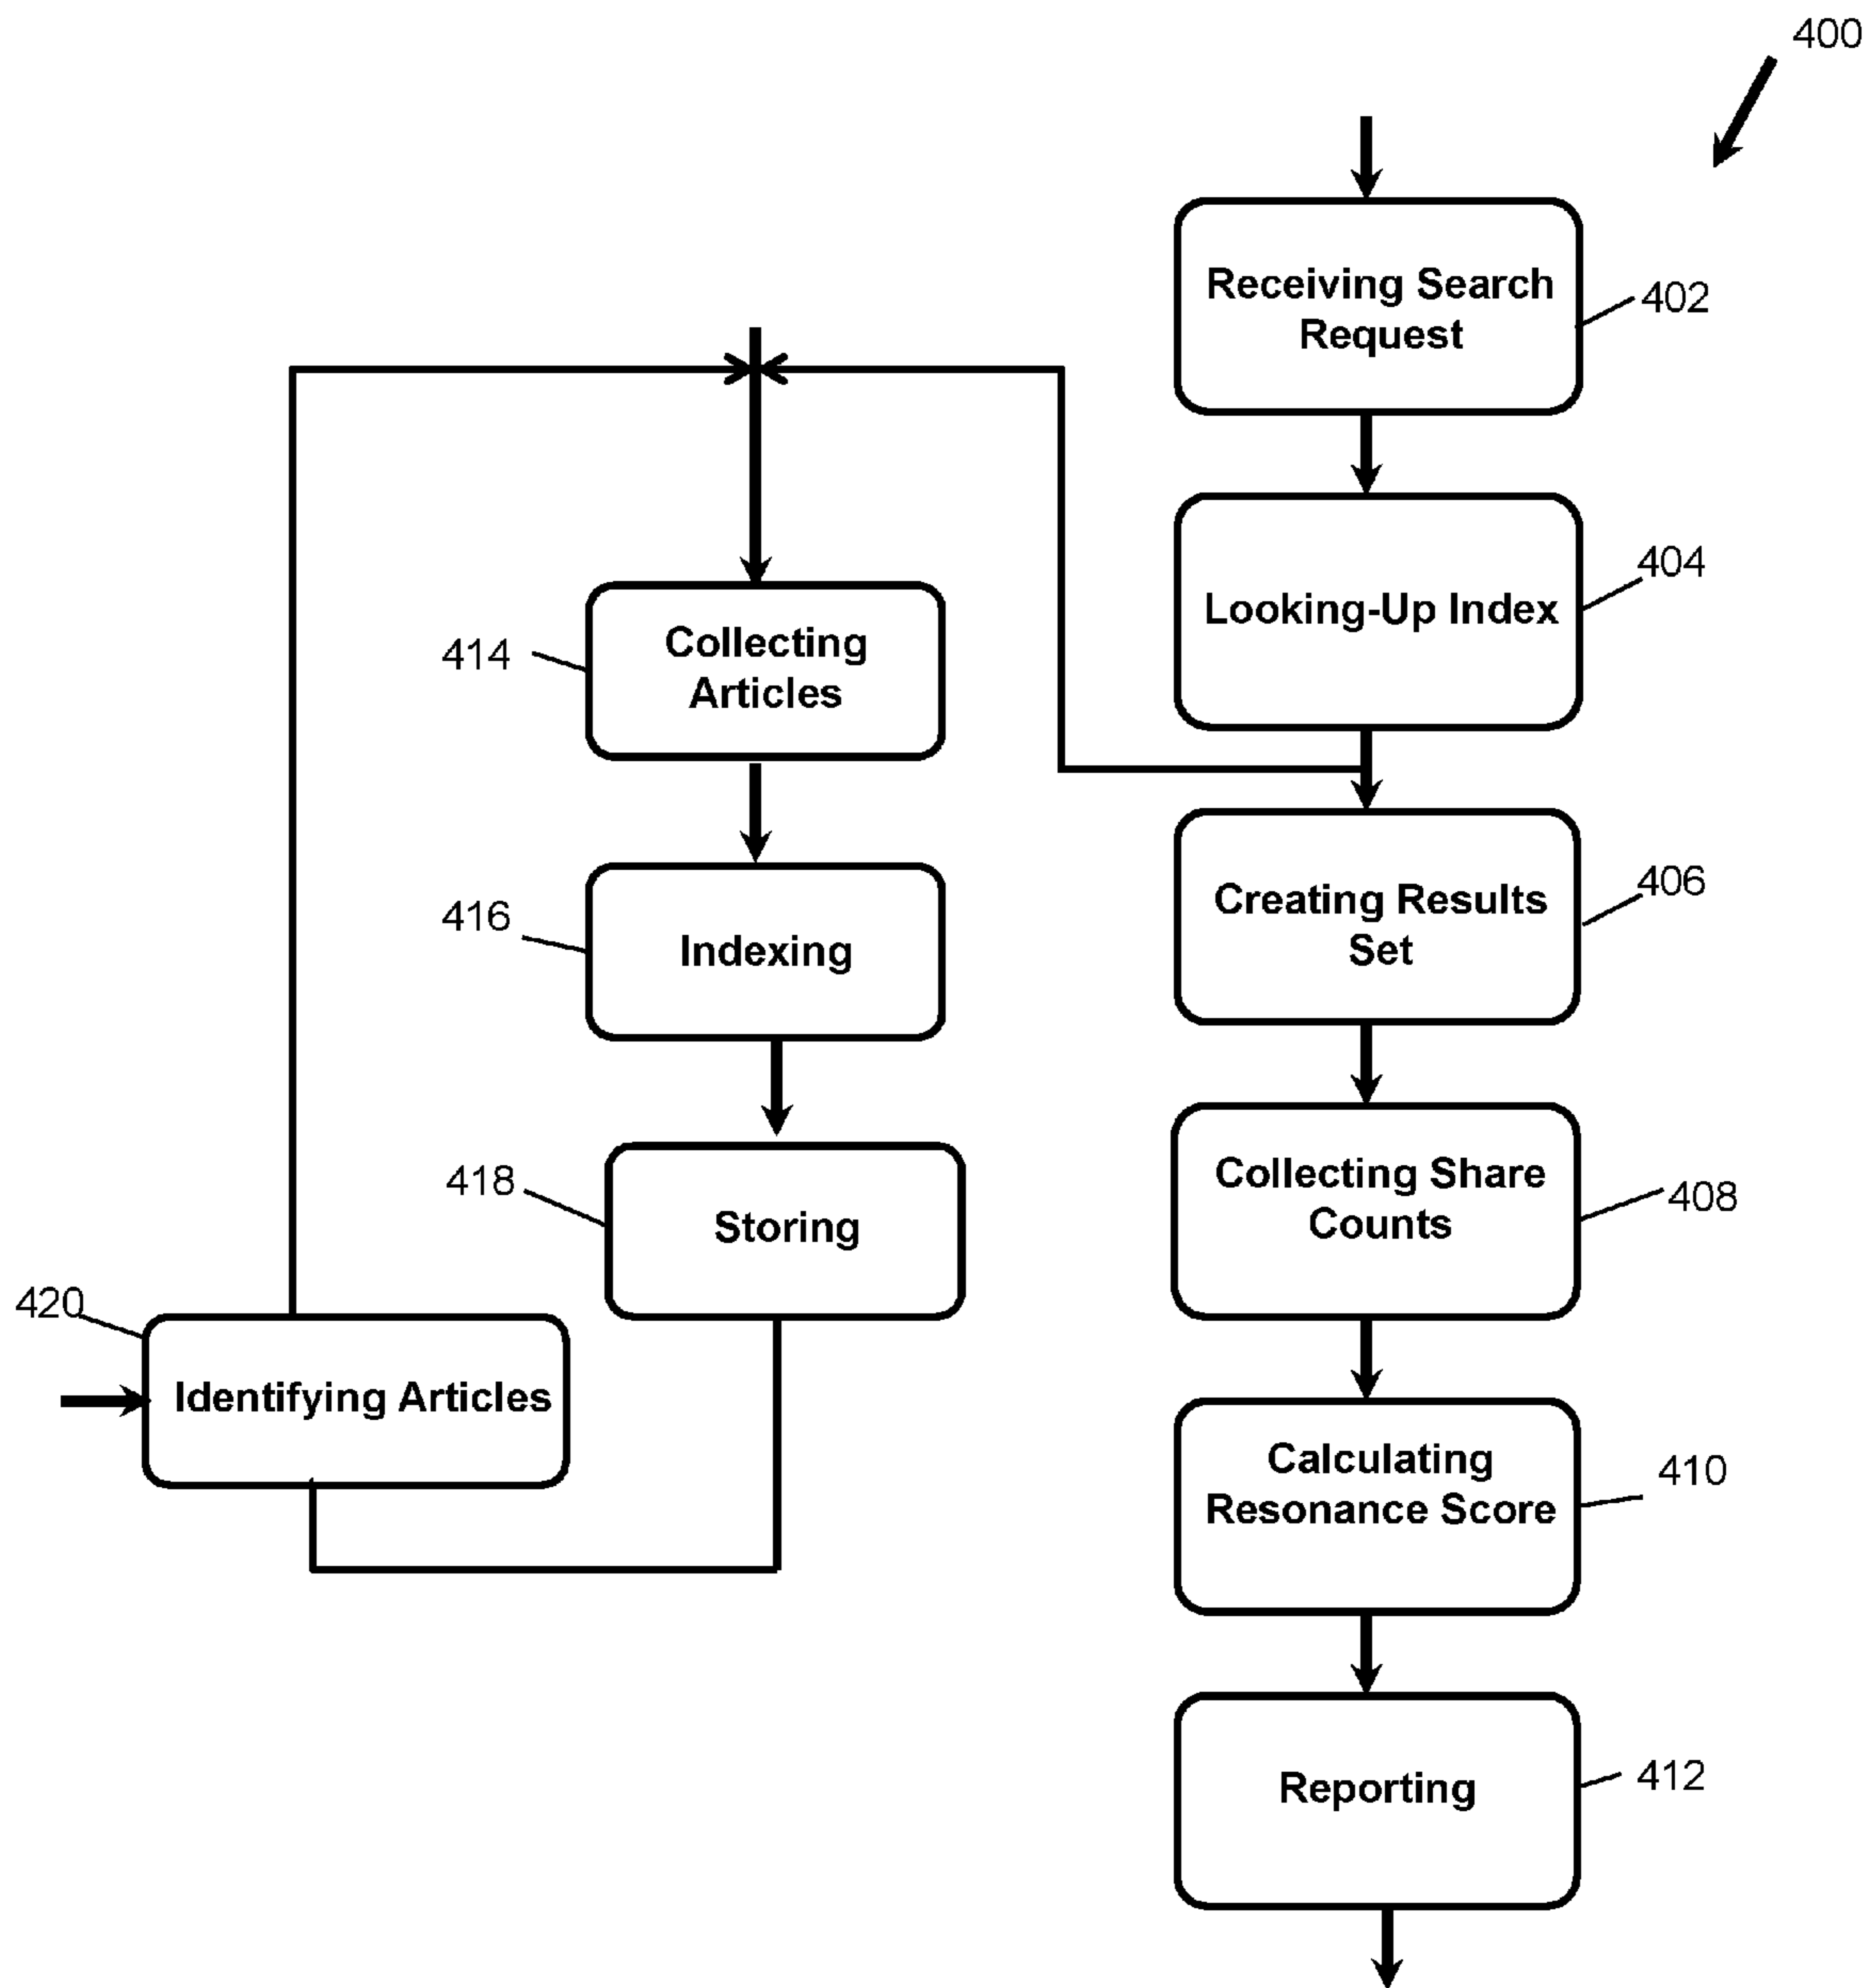 400
Receiving Search
Request
402
Looking-Up Index
404
Collecting
Articles
414
Creating Results
Set
406
Indexing
416
Collecting Share
Counts
408
Storing
418
420
Identifying Articles
Calculating
Resonance Score
410
Reporting
412